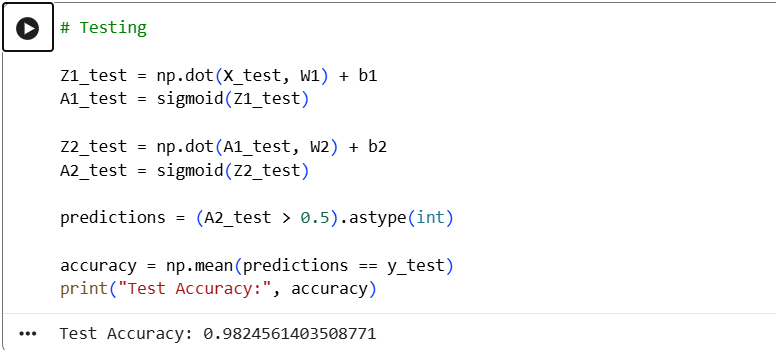 # Testing
Z1_test = np.dot(X_test, W1) + b1
A1_test = sigmoid(Z1_test)
Z2_test = np.dot(A1_test, W2) + b2
A2_test = sigmoid(Z2_test)
predictions = (A2_test > 0.5).astype(int)
accuracy = np.mean(predictions == y_test)
print("Test Accuracy:", accuracy)
Test Accuracy: 0.9824561403508771